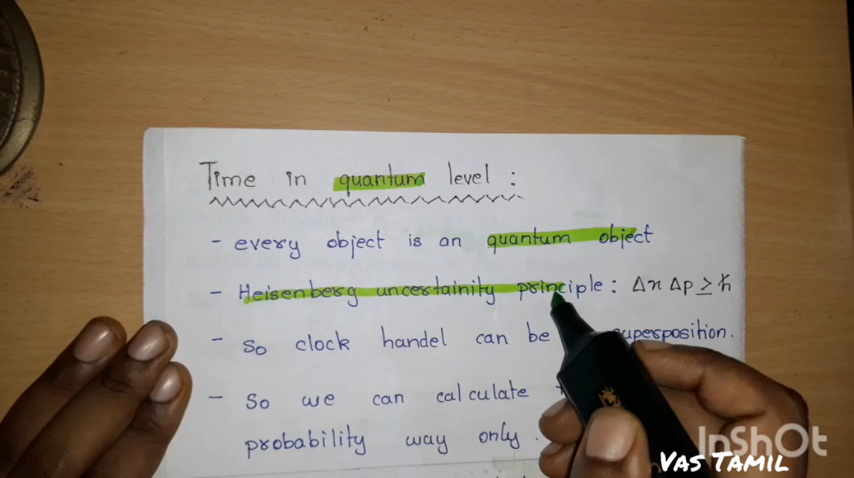 Time in quantum level :
- every object is an quantum object
- Heisenberg uncertainity principle : Δx Δp ≥ ℏ
- So clock handel can be superposition.
- So we can calculate
probability way only.
InShOt
VAS TAMIL